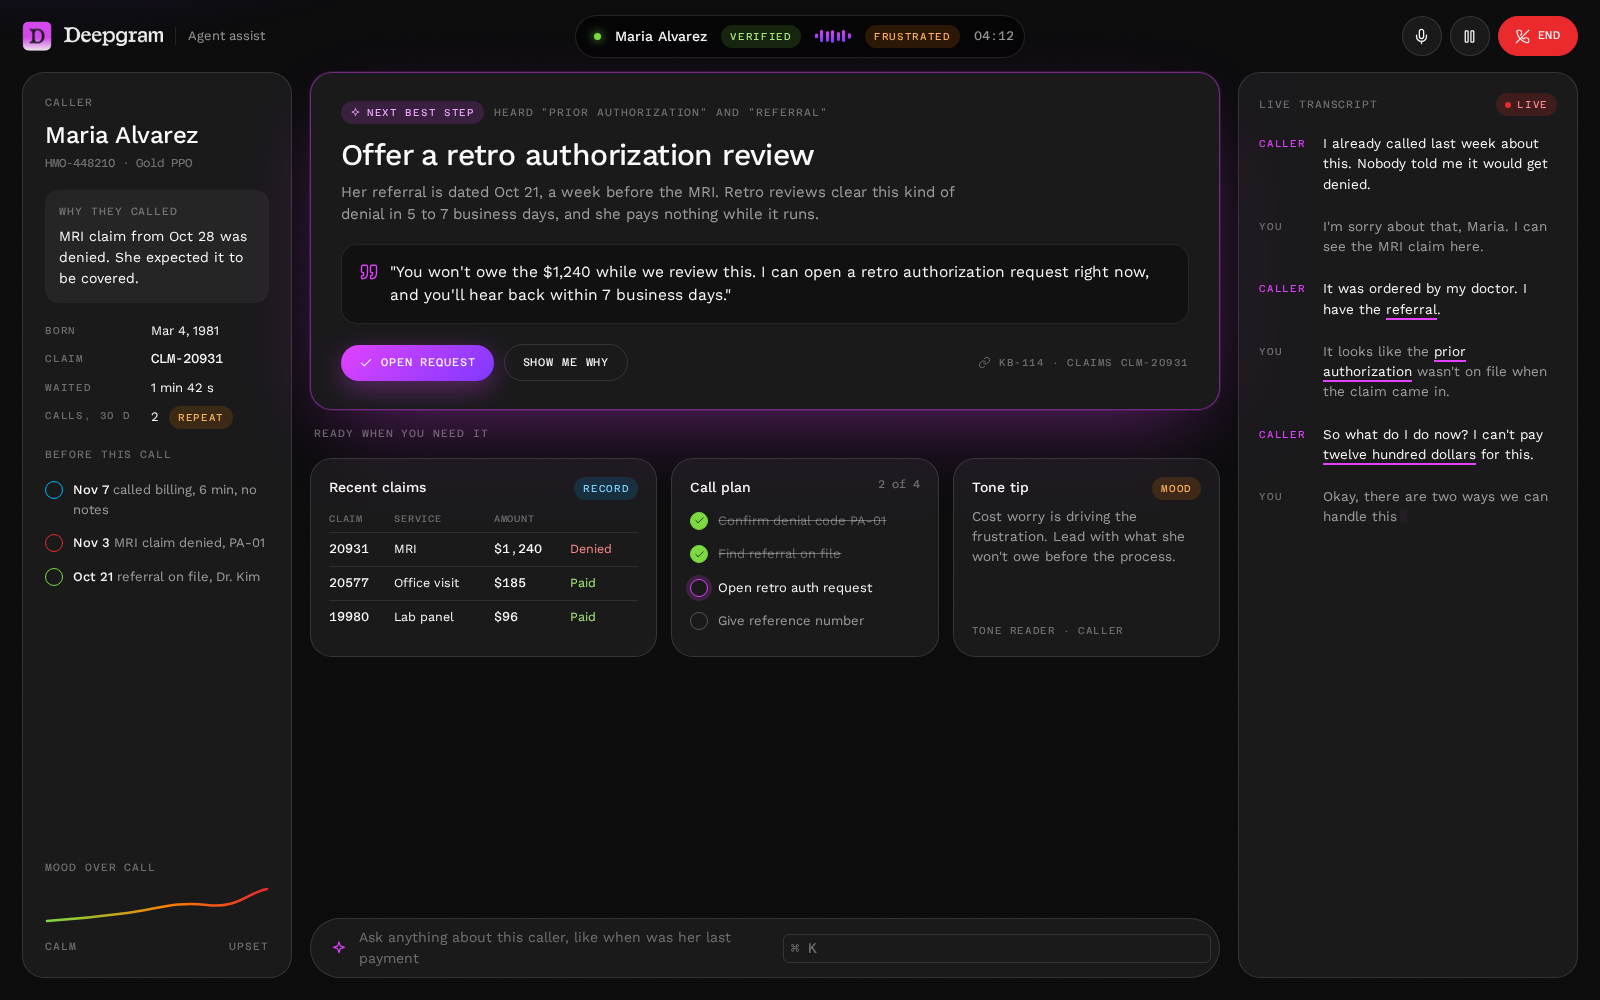 D Deepgram Agent assist
Maria Alvarez VERIFIED FRUSTRATED 04:12
END
CALLER
Maria Alvarez
HMO-448210 · Gold PPO
WHY THEY CALLED
MRI claim from Oct 28 was
denied. She expected it to
be covered.
BORN Mar 4, 1981
CLAIM CLM-20931
WAITED 1 min 42 s
CALLS, 30 D 2 REPEAT
BEFORE THIS CALL
Nov 7 called billing, 6 min, no
notes
Nov 3 MRI claim denied, PA-01
Oct 21 referral on file, Dr. Kim
MOOD OVER CALL
CALM UPSET
NEXT BEST STEP HEARD "PRIOR AUTHORIZATION" AND "REFERRAL"
Offer a retro authorization review
Her referral is dated Oct 21, a week before the MRI. Retro reviews clear this kind of
denial in 5 to 7 business days, and she pays nothing while it runs.
"You won't owe the $1,240 while we review this. I can open a retro authorization request right now,
and you'll hear back within 7 business days."
OPEN REQUEST SHOW ME WHY KB-114 · CLAIMS CLM-20931
READY WHEN YOU NEED IT
Recent claims RECORD
CLAIM SERVICE AMOUNT
20931 MRI $1,240 Denied
20577 Office visit $185 Paid
19980 Lab panel $96 Paid
Call plan 2 of 4
Confirm denial code PA-01
Find referral on file
Open retro auth request
Give reference number
Tone tip MOOD
Cost worry is driving the
frustration. Lead with what she
won't owe before the process.
TONE READER · CALLER
Ask anything about this caller, like when was her last
payment
⌘ K
LIVE TRANSCRIPT LIVE
CALLER I already called last week about
this. Nobody told me it would get
denied.
YOU I'm sorry about that, Maria. I can
see the MRI claim here.
CALLER It was ordered by my doctor. I
have the referral.
YOU It looks like the prior
authorization wasn't on file when
the claim came in.
CALLER So what do I do now? I can't pay
twelve hundred dollars for this.
YOU Okay, there are two ways we can
handle this